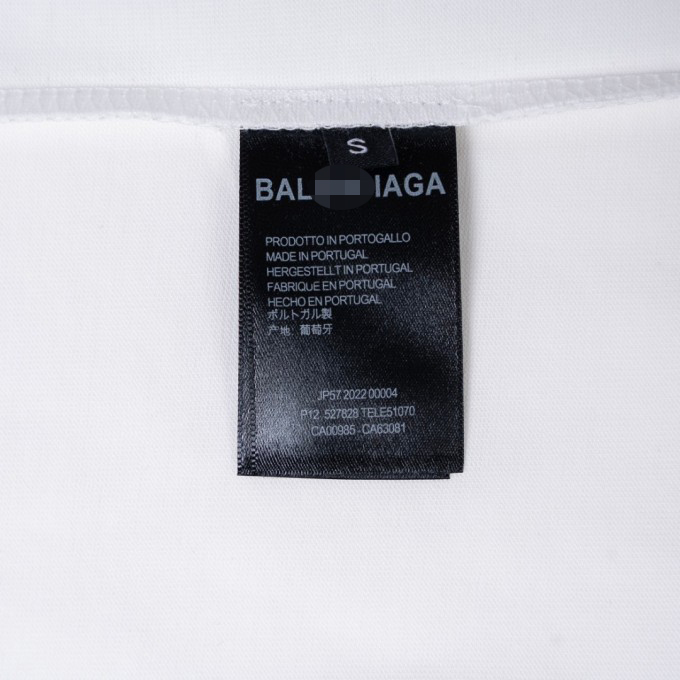 S
BAL IAGA
PRODOTTO IN PORTOGALLO
MADE IN PORTUGAL
HERGESTELLT IN PORTUGAL
FABRIQUE EN PORTUGAL
HECHO EN PORTUGAL
ポルトガル製
产地: 葡萄牙
JP57 2022 00004
P12. 527828 TELE51070
CA00985 - CA63081